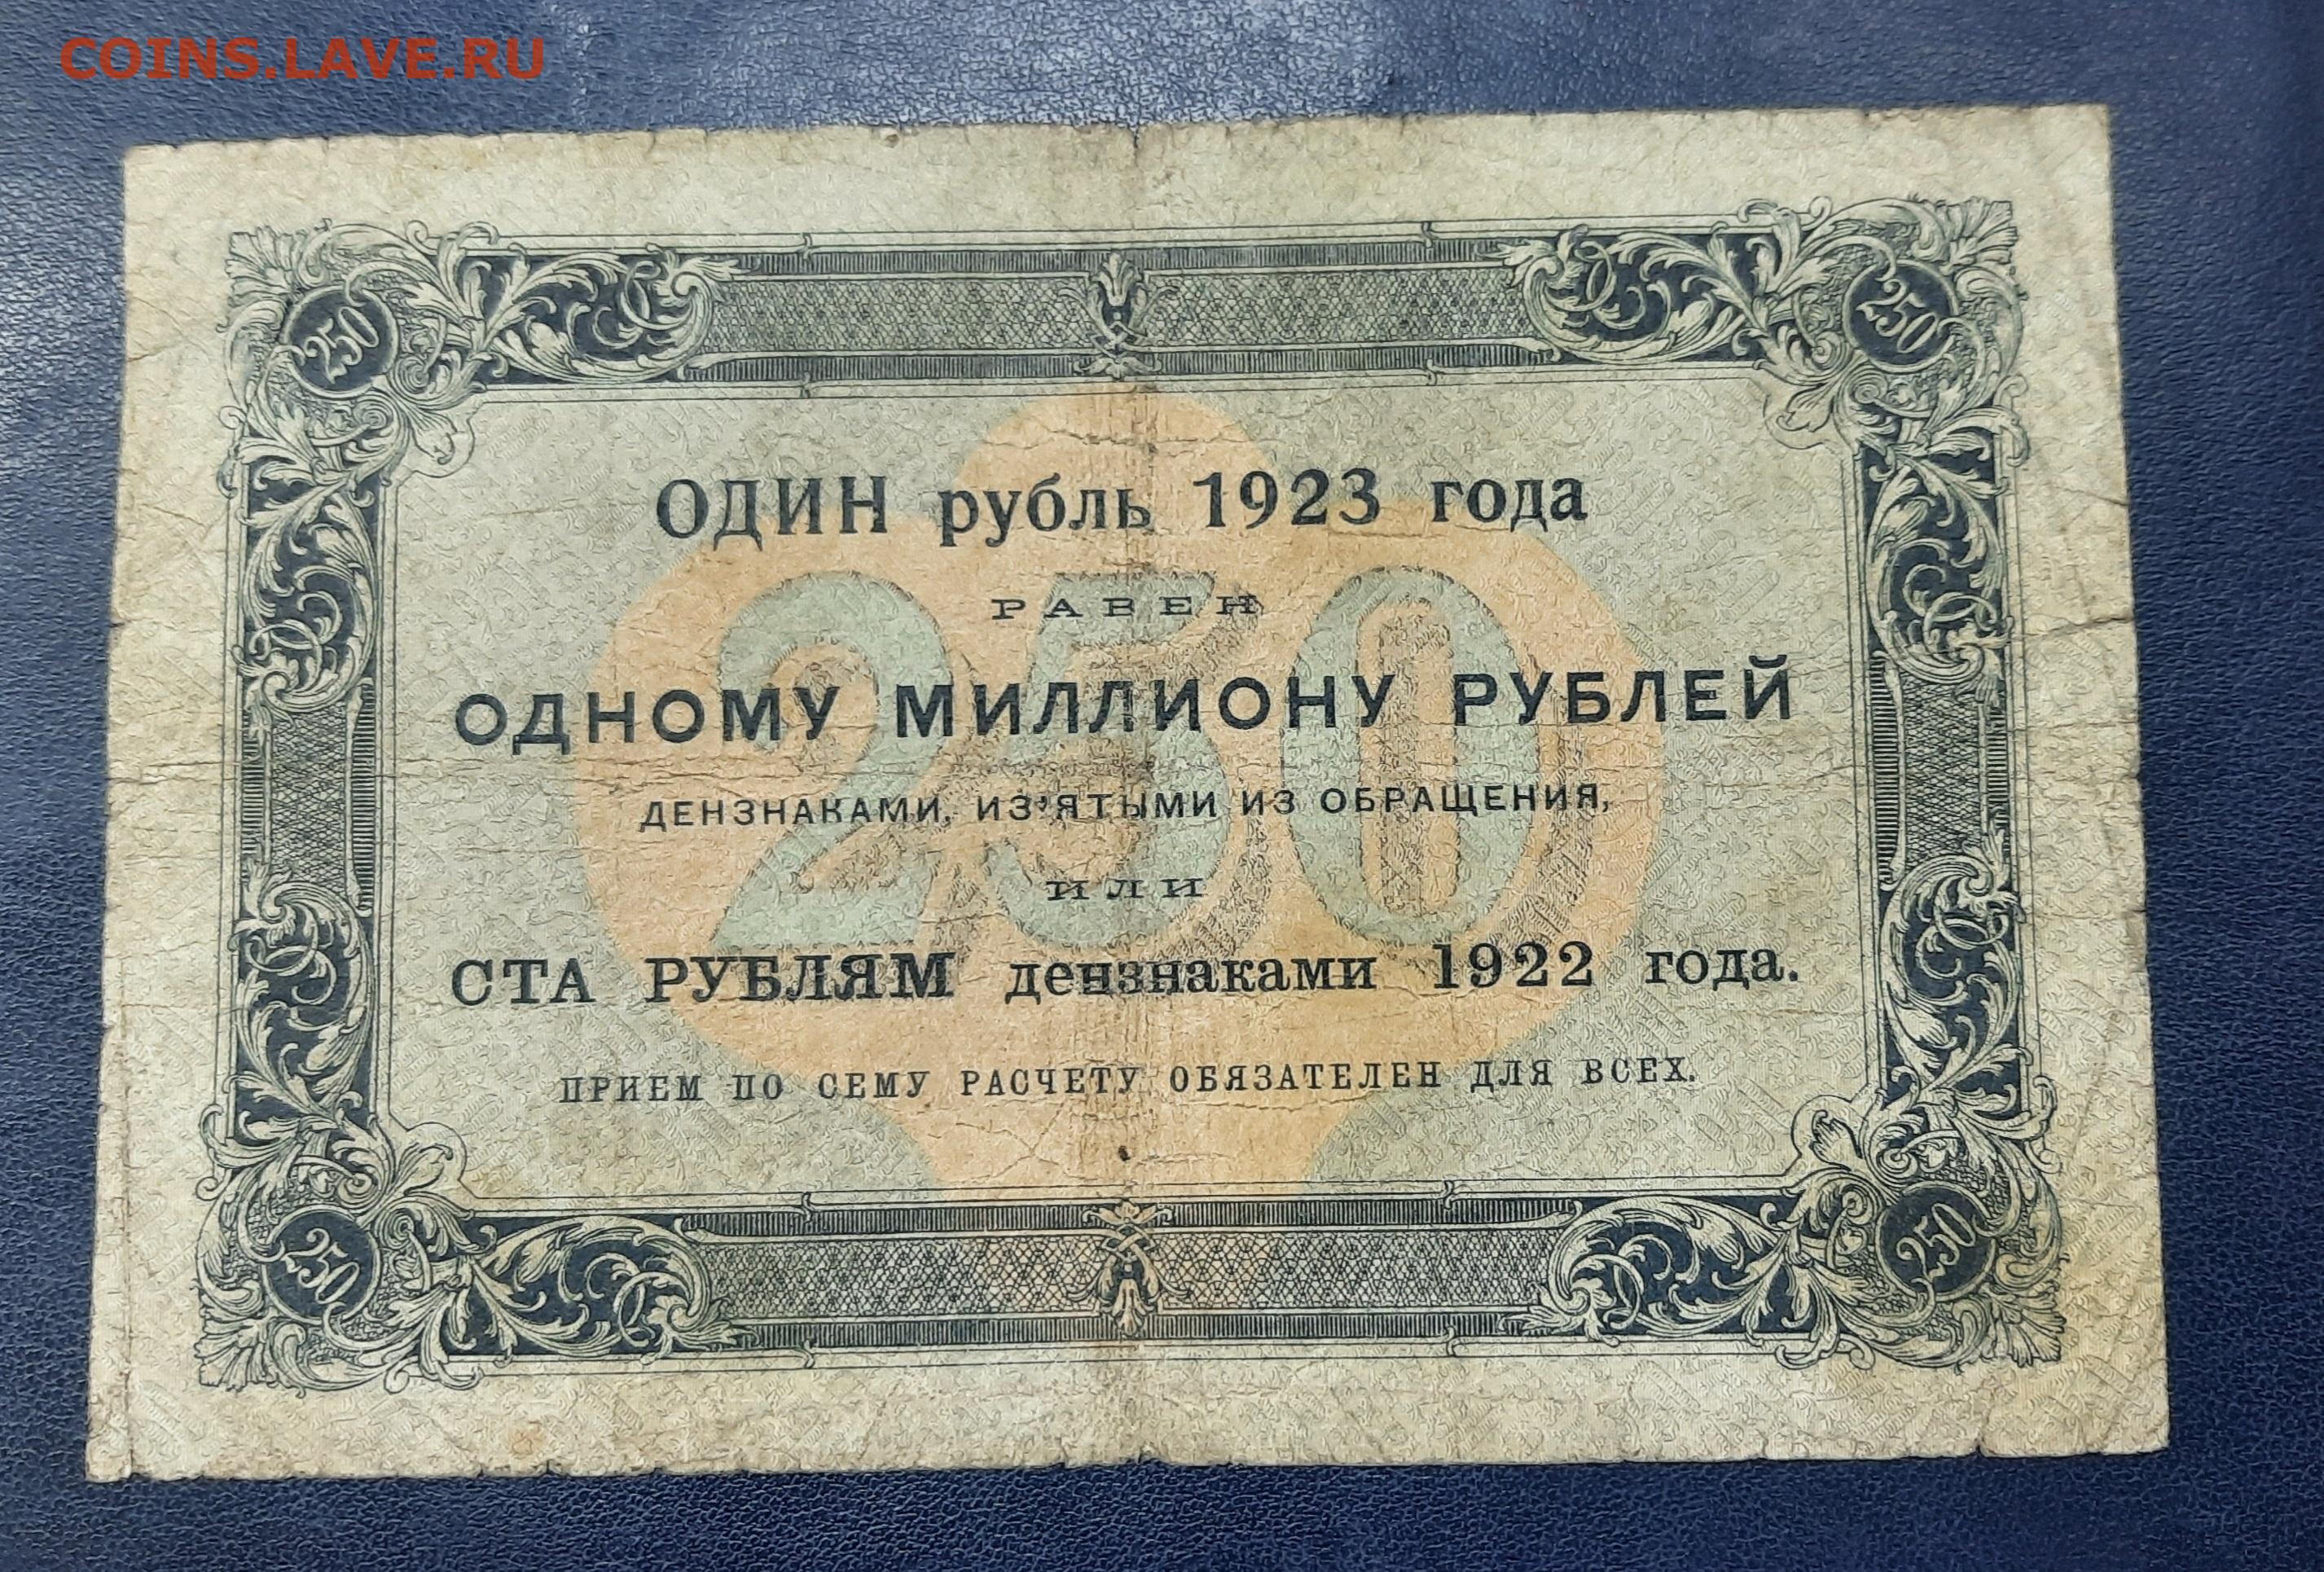 COINS.LAVE.RU
250 250
ОДИН рубль 1923 года
РАВЕН
250
ОДНОМУ МИЛЛИОНУ РУБЛЕЙ
ДЕНЗНАКАМИ, ИЗ'ЯТЫМИ ИЗ ОБРАЩЕНИЯ,
ИЛИ
СТА РУБЛЯМ дензнаками 1922 года.
ПРИЕМ ПО СЕМУ РАСЧЕТУ ОБЯЗАТЕЛЕН ДЛЯ ВСЕХ.
250 250